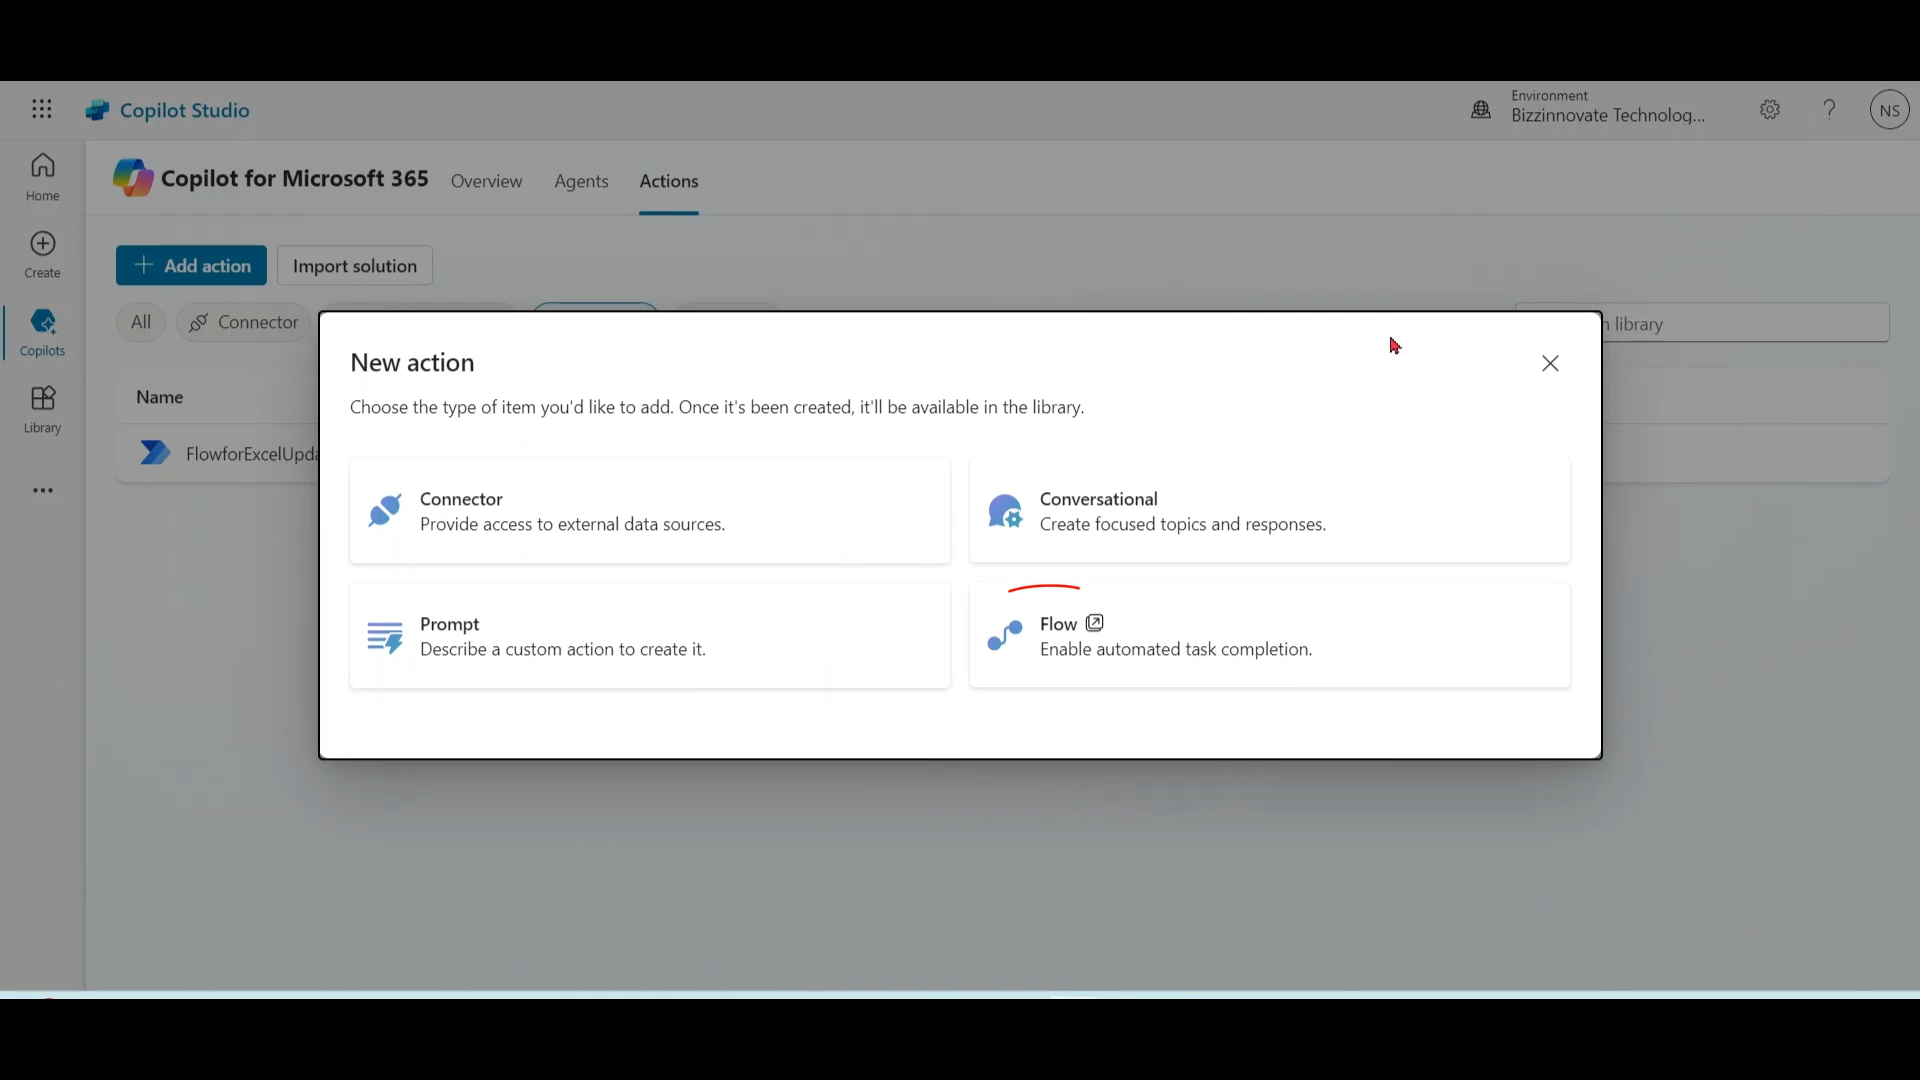 Copilot Studio
Environment
Bizzinnovate Technolog...
?
NS
Home
Create
Copilots
Library
Copilot for Microsoft 365
Overview
Agents
Actions
Add action
Import solution
All
Connector
library
Name
FlowforExcelUpda
New action
Choose the type of item you'd like to add. Once it's been created, it'll be available in the library.
Connector
Provide access to external data sources.
Conversational
Create focused topics and responses.
Prompt
Describe a custom action to create it.
Flow
Enable automated task completion.